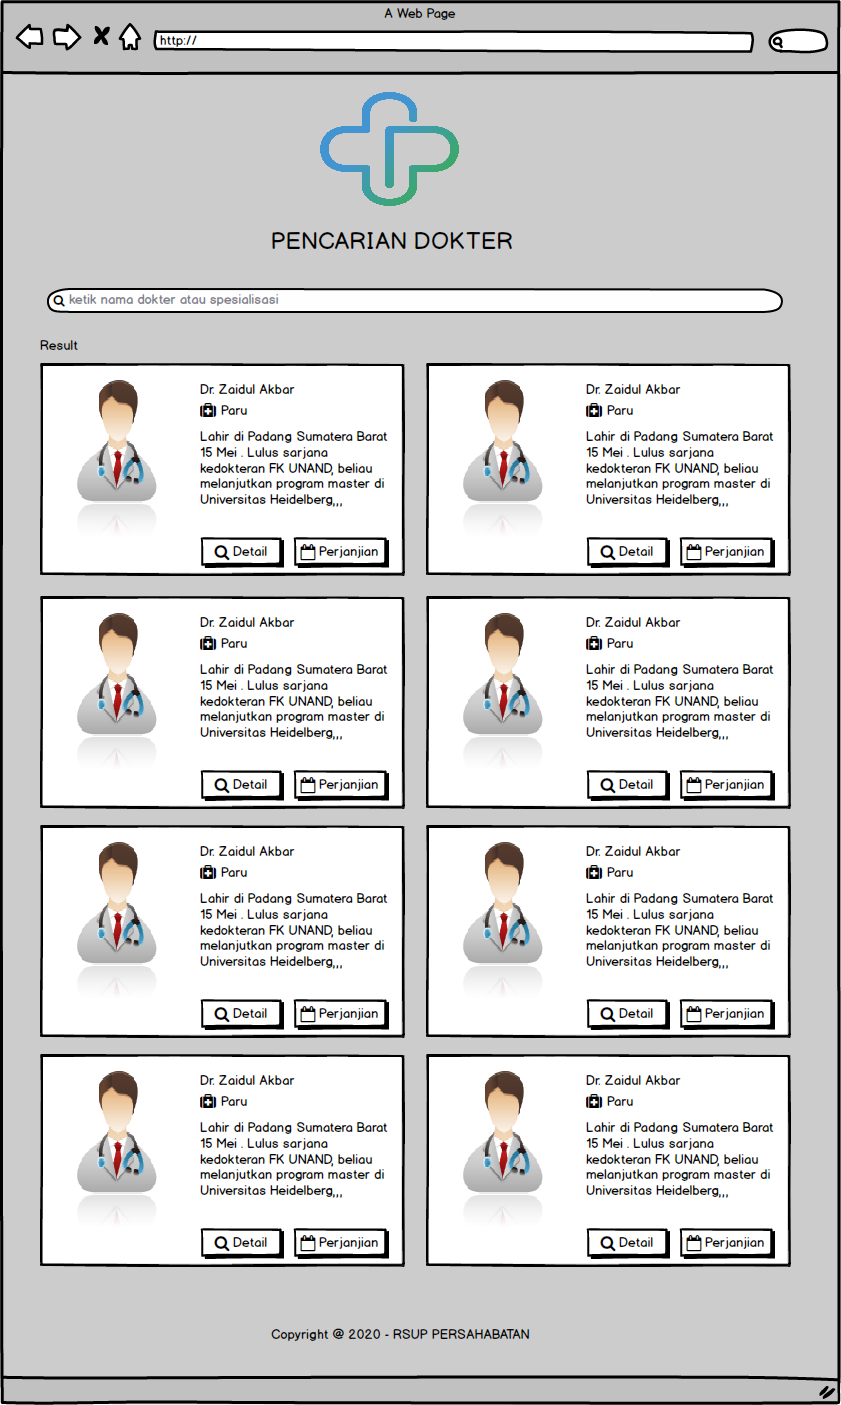 A Web Page
http://
PENCARIAN DOKTER
ketik nama dokter atau spesialisasi
Result
Dr. Zaidul Akbar
Paru
Lahir di Padang Sumatera Barat
15 Mei . Lulus sarjana
kedokteran FK UNAND, beliau
melanjutkan program master di
Universitas Heidelberg,,,
Detail
Perjanjian
Dr. Zaidul Akbar
Paru
Lahir di Padang Sumatera Barat
15 Mei . Lulus sarjana
kedokteran FK UNAND, beliau
melanjutkan program master di
Universitas Heidelberg,,,
Detail
Perjanjian
Dr. Zaidul Akbar
Paru
Lahir di Padang Sumatera Barat
15 Mei . Lulus sarjana
kedokteran FK UNAND, beliau
melanjutkan program master di
Universitas Heidelberg,,,
Detail
Perjanjian
Dr. Zaidul Akbar
Paru
Lahir di Padang Sumatera Barat
15 Mei . Lulus sarjana
kedokteran FK UNAND, beliau
melanjutkan program master di
Universitas Heidelberg,,,
Detail
Perjanjian
Dr. Zaidul Akbar
Paru
Lahir di Padang Sumatera Barat
15 Mei . Lulus sarjana
kedokteran FK UNAND, beliau
melanjutkan program master di
Universitas Heidelberg,,,
Detail
Perjanjian
Dr. Zaidul Akbar
Paru
Lahir di Padang Sumatera Barat
15 Mei . Lulus sarjana
kedokteran FK UNAND, beliau
melanjutkan program master di
Universitas Heidelberg,,,
Detail
Perjanjian
Dr. Zaidul Akbar
Paru
Lahir di Padang Sumatera Barat
15 Mei . Lulus sarjana
kedokteran FK UNAND, beliau
melanjutkan program master di
Universitas Heidelberg,,,
Detail
Perjanjian
Dr. Zaidul Akbar
Paru
Lahir di Padang Sumatera Barat
15 Mei . Lulus sarjana
kedokteran FK UNAND, beliau
melanjutkan program master di
Universitas Heidelberg,,,
Detail
Perjanjian
Copyright @ 2020 - RSUP PERSAHABATAN